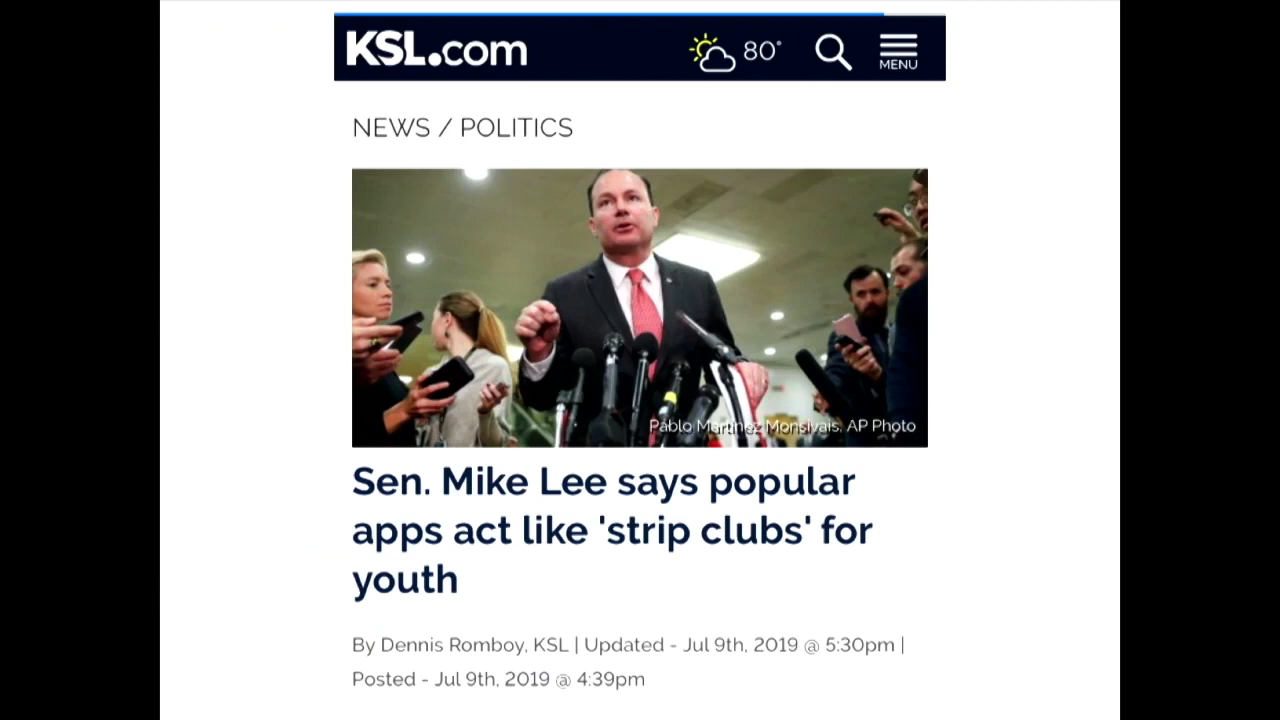 KSL.com 80° MENU
NEWS / POLITICS
Pablo Martinez Monsivais, AP Photo
Sen. Mike Lee says popular
apps act like 'strip clubs' for
youth
By Dennis Romboy, KSL | Updated - Jul 9th, 2019 @ 5:30pm |
Posted - Jul 9th, 2019 @ 4:39pm